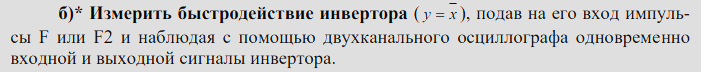 б)* Измерить быстродействие инвертора ( y = x̄ ), подав на его вход импуль-
сы F или F2 и наблюдая с помощью двухканального осциллографа одновременно
входной и выходной сигналы инвертора.